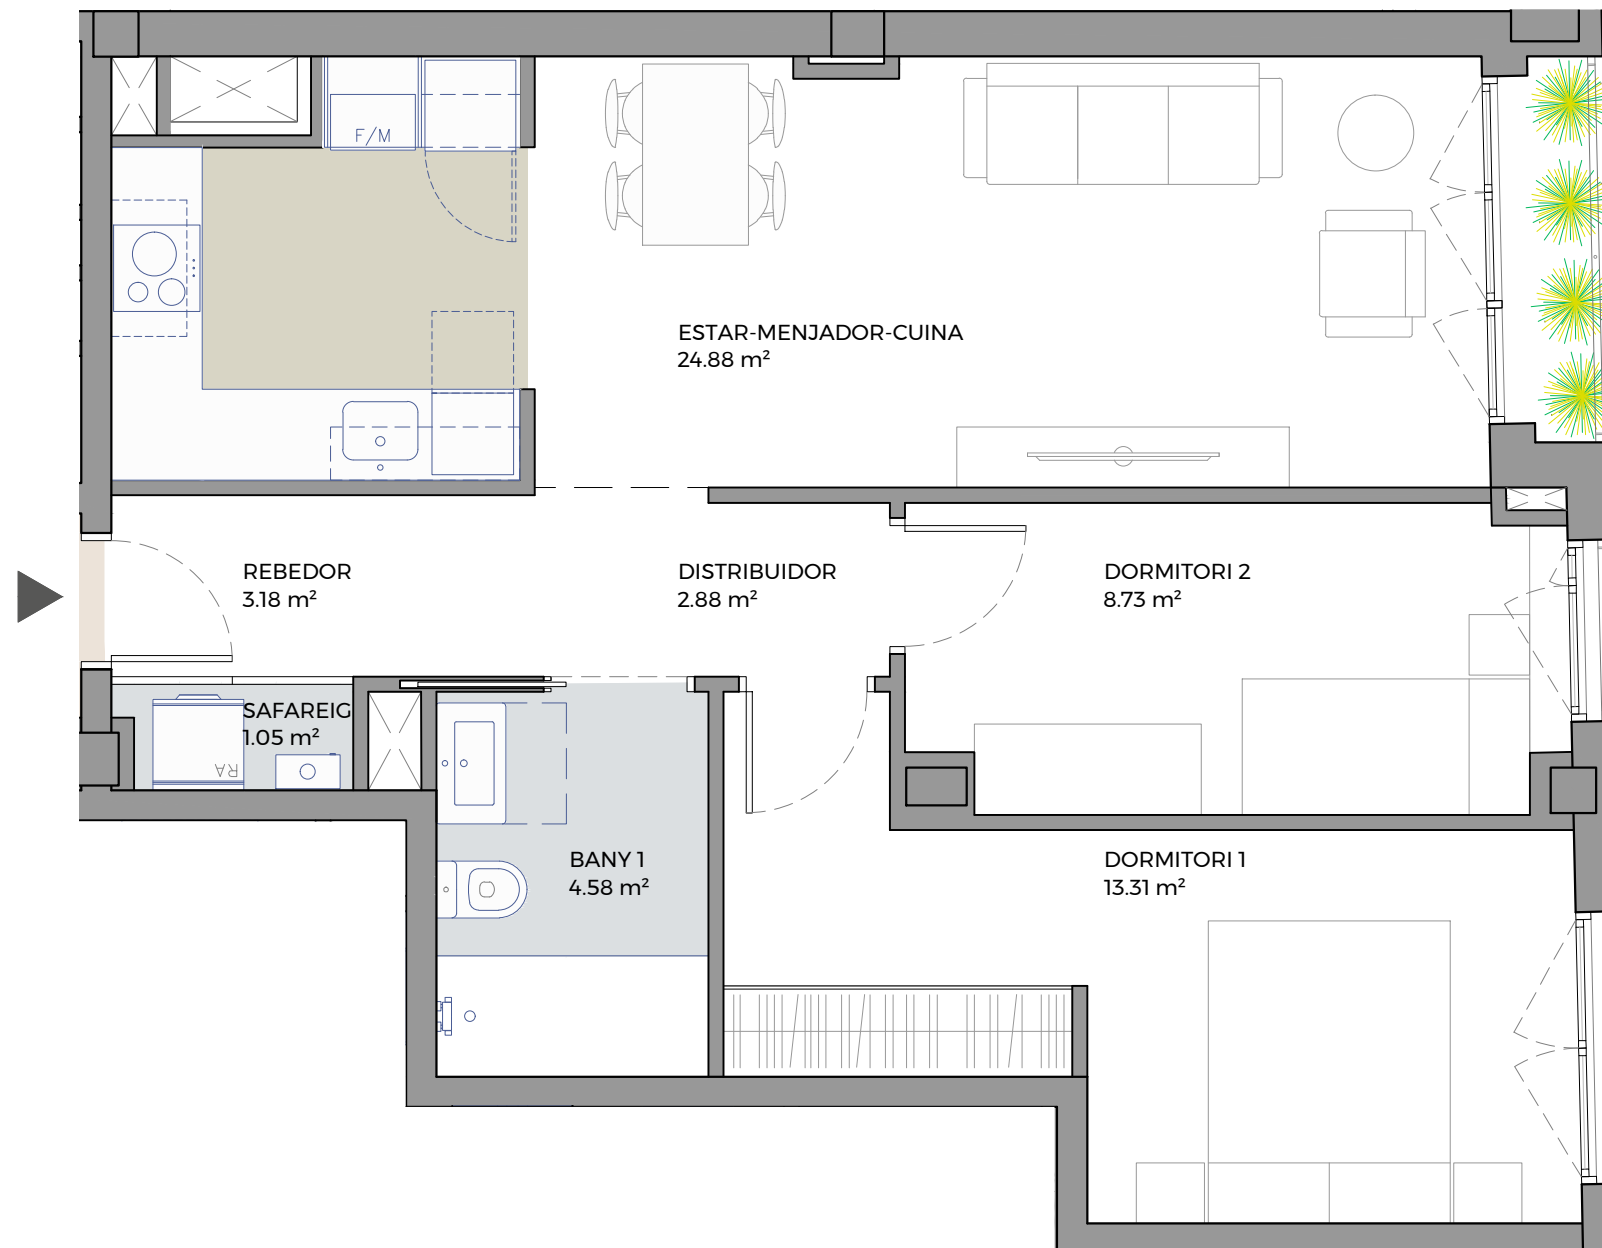 F/M
ESTAR-MENJADOR-CUINA
24.88 m²
REBEDOR
3.18 m²
DISTRIBUIDOR
2.88 m²
DORMITORI 2
8.73 m²
SAFAREIG
1.05 m²
RA
BANY 1
4.58 m²
DORMITORI 1
13.31 m²